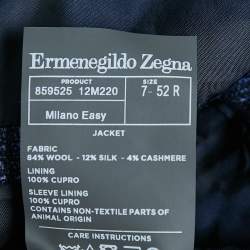 Ermenegildo Zegna
PRODUCT SIZE
859525 12M220 7- 52 R
Milano Easy
JACKET
FABRIC
84% WOOL - 12% SILK - 4% CASHMERE
LINING
100% CUPRO
SLEEVE LINING
100% CUPRO
CONTAINS NON-TEXTILE PARTS OF
ANIMAL ORIGIN
CARE INSTRUCTIONS